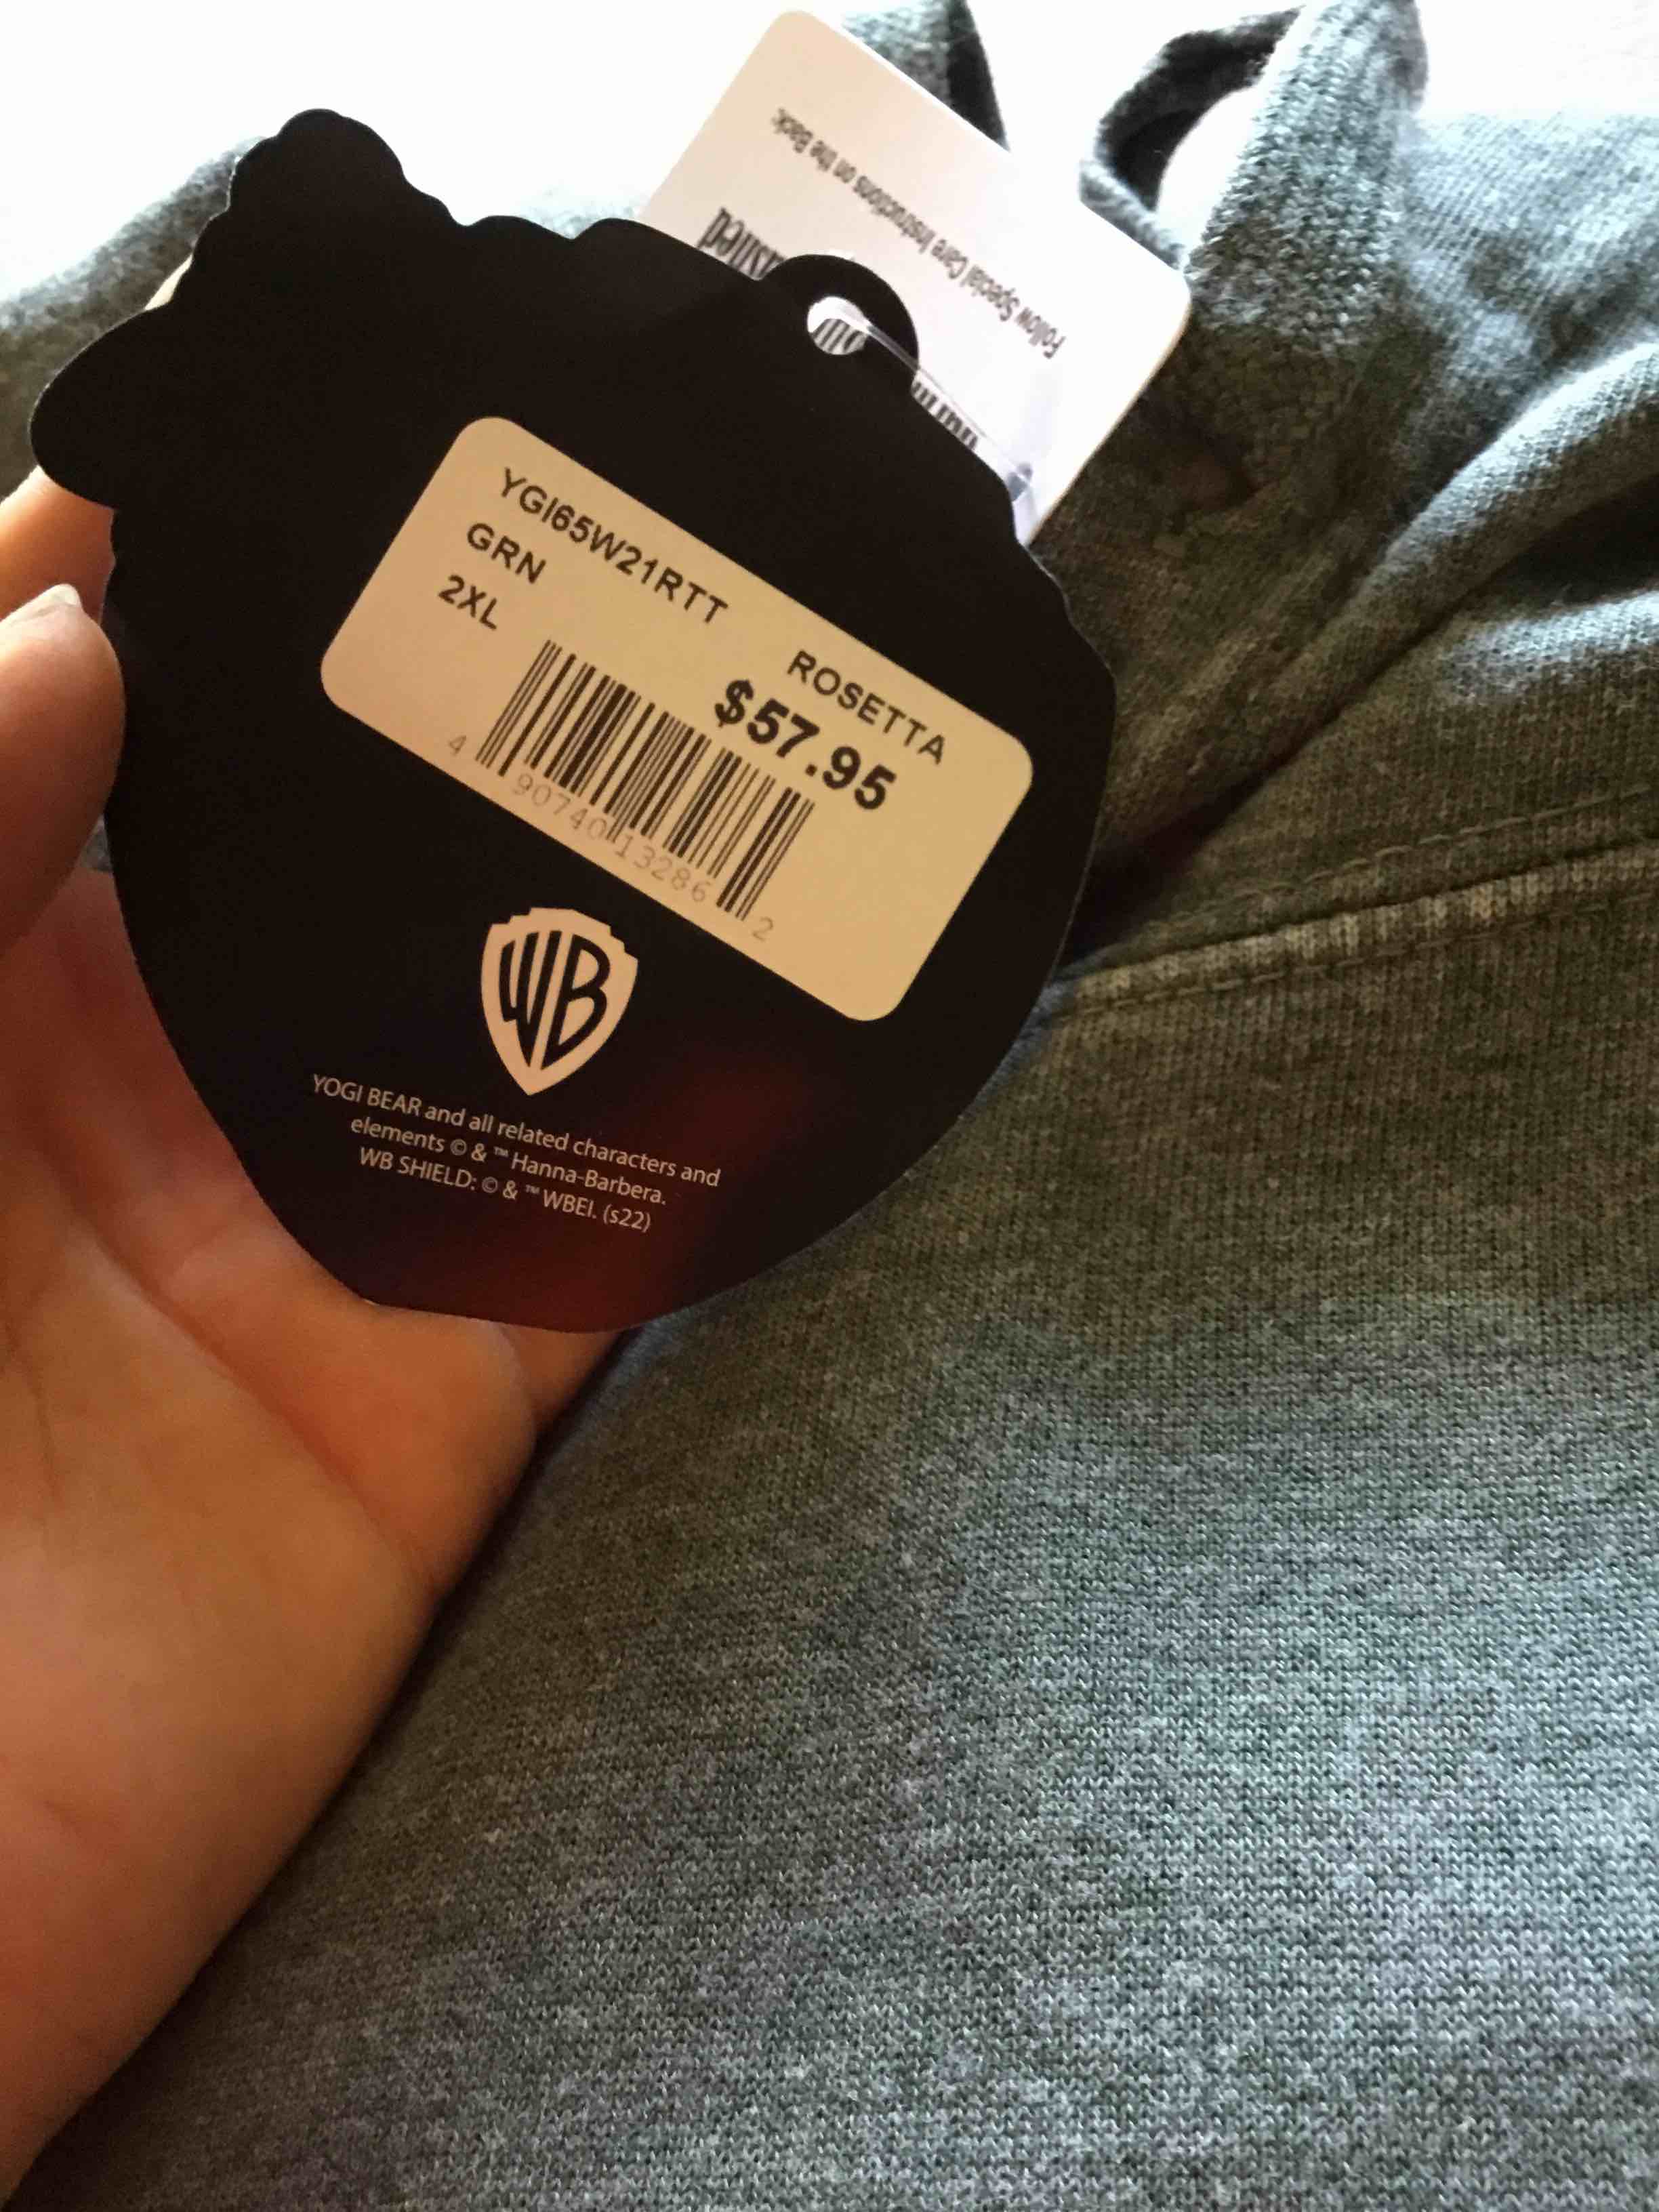 Follow Special Care Instructions on the Back.
YGI65W21RTT
ROSETTA
GRN
2XL
$57.95
4 90740 13286 2
WB
YOGI BEAR and all related characters and
elements © & ™ Hanna-Barbera.
WB SHIELD: © & ™ WBEI. (s22)